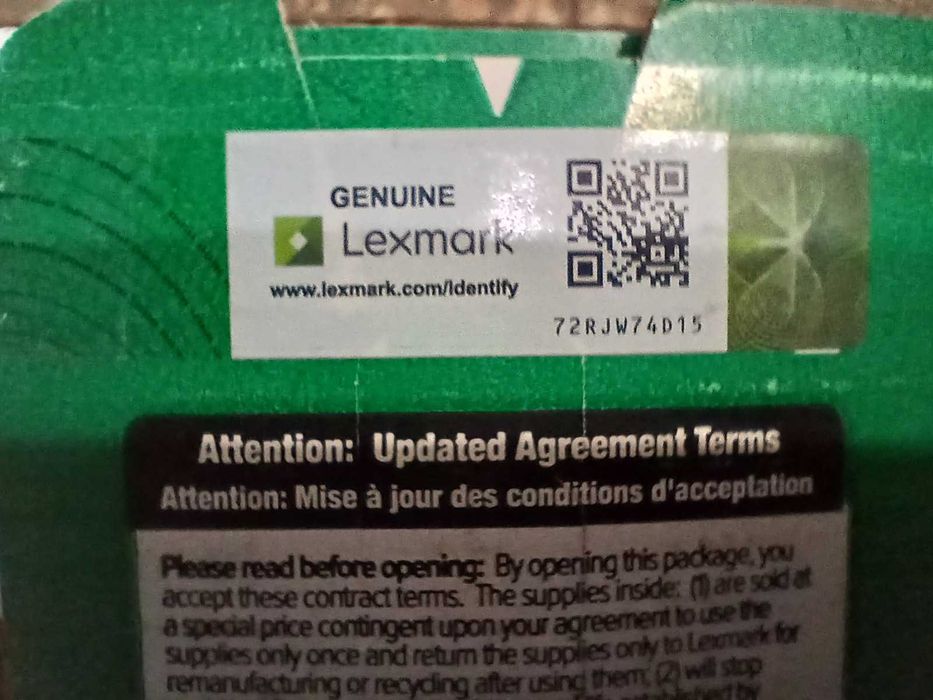 GENUINE
Lexmark
www.lexmark.com/identify
72RJW74D15
Attention: Updated Agreement Terms
Attention: Mise à jour des conditions d'acceptation
Please read before opening: By opening this package, you
accept these contract terms. The supplies inside: (1) are sold at
a special price contingent upon your agreement to use the
supplies only once and return the supplies only to Lexmark for
remanufacturing or recycling after using them; (2) will stop
by